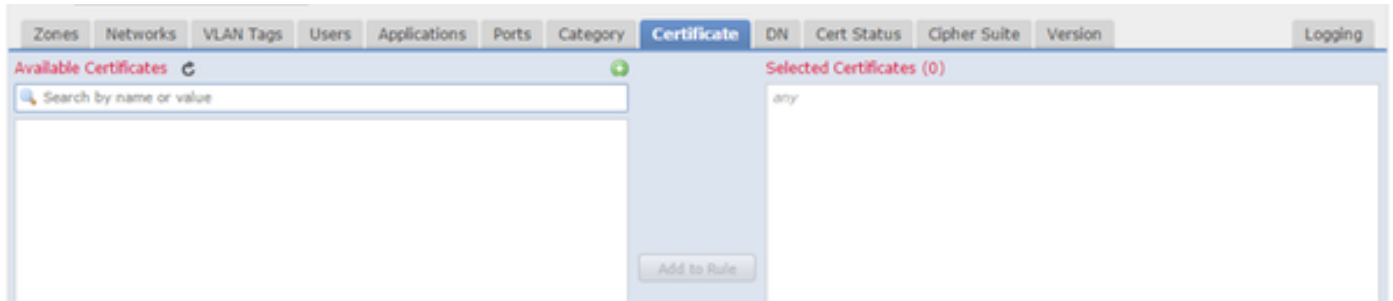 Zones Networks VLAN Tags Users Applications Ports Category Certificate DN Cert Status Cipher Suite Version Logging
Available Certificates
Selected Certificates (0)
Search by name or value
any
Add to Rule